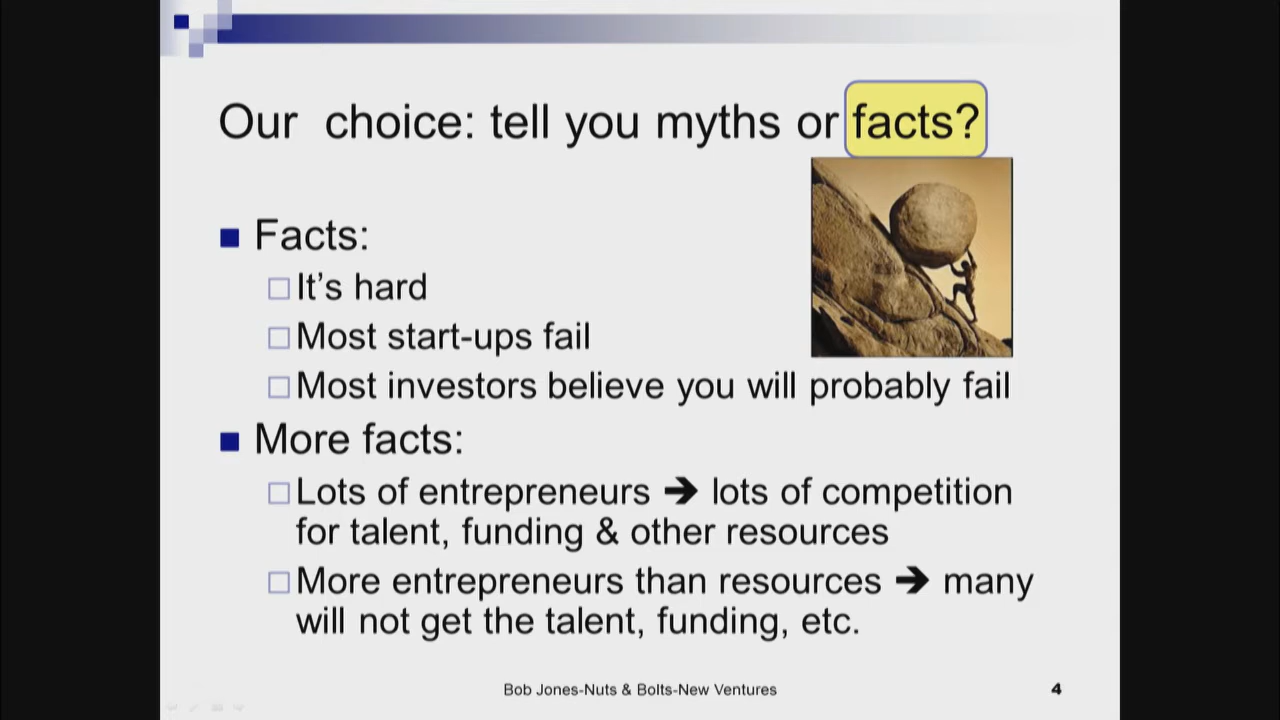 Our choice: tell you myths or facts?
Facts:
It's hard
Most start-ups fail
Most investors believe you will probably fail
More facts:
Lots of entrepreneurs ➔ lots of competition
for talent, funding & other resources
More entrepreneurs than resources ➔ many
will not get the talent, funding, etc.
Bob Jones-Nuts & Bolts-New Ventures
4